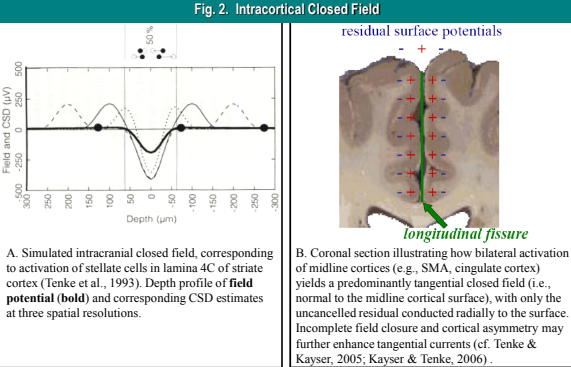 Fig. 2. Intracortical Closed Field
50 %
Field and CSD (µV)
500
250
0
-250
-500
300
250
200
150
100
50
0
-50
-100
-150
-200
-250
-300
Depth (µm)
A. Simulated intracranial closed field, corresponding
to activation of stellate cells in lamina 4C of striate
cortex (Tenke et al., 1993). Depth profile of field
potential (bold) and corresponding CSD estimates
at three spatial resolutions.
residual surface potentials
- + -
- + + -
- + + -
- + + -
- + + -
- + + -
- + + -
- + + -
longitudinal fissure
B. Coronal section illustrating how bilateral activation
of midline cortices (e.g., SMA, cingulate cortex)
yields a predominantly tangential closed field (i.e.,
normal to the midline cortical surface), with only the
uncancelled residual conducted radially to the surface.
Incomplete field closure and cortical asymmetry may
further enhance tangential currents (cf. Tenke &
Kayser, 2005; Kayser & Tenke, 2006) .